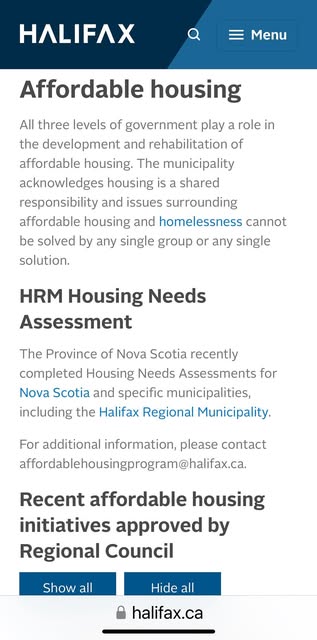 HALIFAX
Menu
Affordable housing
All three levels of government play a role in
the development and rehabilitation of
affordable housing. The municipality
acknowledges housing is a shared
responsibility and issues surrounding
affordable housing and homelessness cannot
be solved by any single group or any single
solution.
HRM Housing Needs
Assessment
The Province of Nova Scotia recently
completed Housing Needs Assessments for
Nova Scotia and specific municipalities,
including the Halifax Regional Municipality.
For additional information, please contact
affordablehousingprogram@halifax.ca.
Recent affordable housing
initiatives approved by
Regional Council
Show all
Hide all
halifax.ca